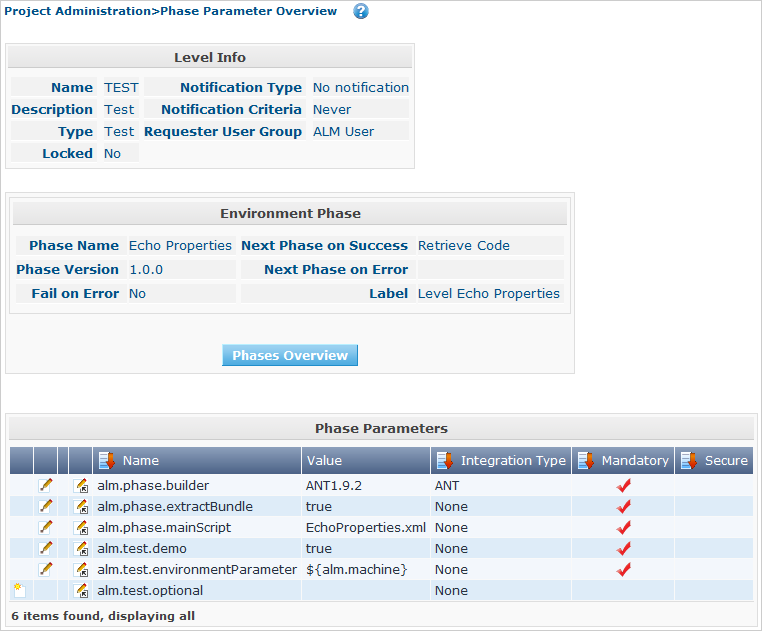 Project Administration>Phase Parameter Overview ?
Level Info
Name TEST Notification Type No notification
Description Test Notification Criteria Never
Type Test Requester User Group ALM User
Locked No
Environment Phase
Phase Name Echo Properties Next Phase on Success Retrieve Code
Phase Version 1.0.0 Next Phase on Error
Fail on Error No Label Level Echo Properties
Phases Overview
Phase Parameters
Name Value Integration Type Mandatory Secure
alm.phase.builder ANT1.9.2 ANT
alm.phase.extractBundle true None
alm.phase.mainScript EchoProperties.xml None
alm.test.demo true None
alm.test.environmentParameter ${alm.machine} None
alm.test.optional None
6 items found, displaying all